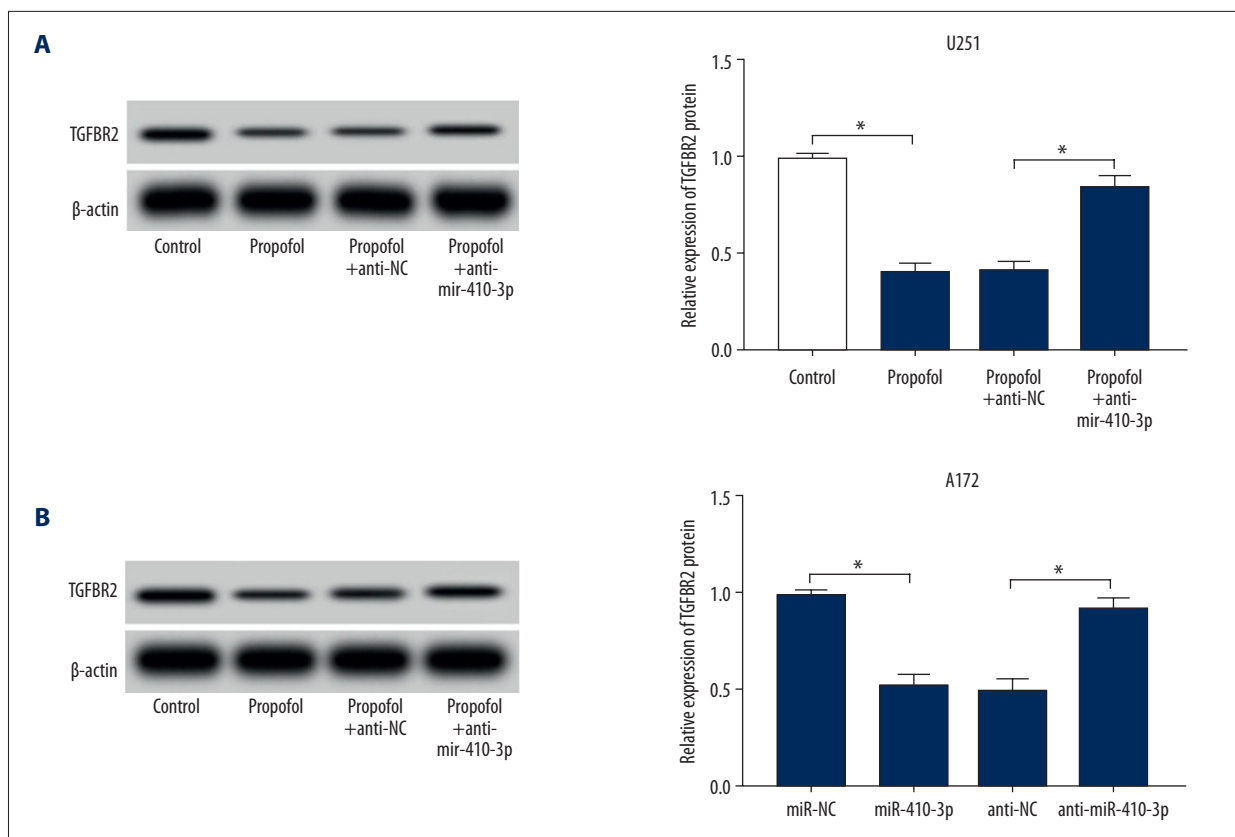 A
TGFBR2
β-actin
Control Propofol Propofol Propofol
+anti-NC +anti-
mir-410-3p
U251
Relative expression of TGFBR2 protein
1.5
1.0
0.5
0.0
*
*
Control Propofol Propofol Propofol
+anti-NC +anti-
mir-410-3p
B
TGFBR2
β-actin
Control Propofol Propofol Propofol
+anti-NC +anti-
mir-410-3p
A172
Relative expression of TGFBR2 protein
1.5
1.0
0.5
0.0
*
*
miR-NC miR-410-3p anti-NC anti-miR-410-3p